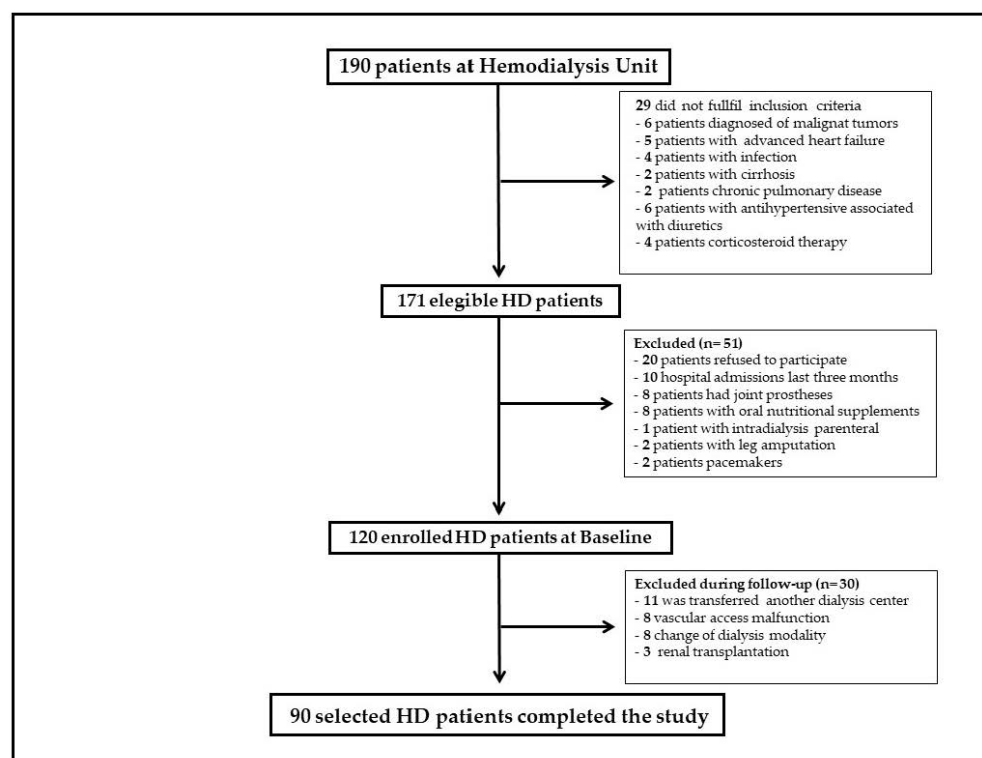 190 patients at Hemodialysis Unit
29 did not fullfil inclusion criteria
- 6 patients diagnosed of malignat tumors
- 5 patients with advanced heart failure
- 4 patients with infection
- 2 patients with cirrhosis
- 2 patients chronic pulmonary disease
- 6 patients with antihypertensive associated
with diuretics
- 4 patients corticosteroid therapy
171 elegible HD patients
Excluded (n= 51)
- 20 patients refused to participate
- 10 hospital admissions last three months
- 8 patients had joint prostheses
- 8 patients with oral nutritional supplements
- 1 patient with intradialysis parenteral
- 2 patients with leg amputation
- 2 patients pacemakers
120 enrolled HD patients at Baseline
Excluded during follow-up (n= 30)
- 11 was transferred another dialysis center
- 8 vascular access malfunction
- 8 change of dialysis modality
- 3 renal transplantation
90 selected HD patients completed the study